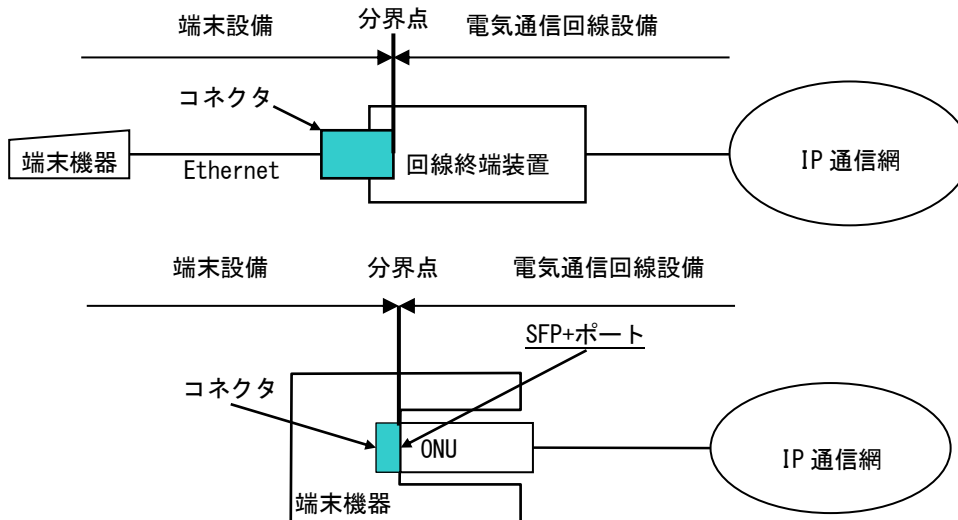 端末設備
分界点
電気通信回線設備
コネクタ
端末機器
Ethernet
回線終端装置
IP 通信網
端末設備
分界点
電気通信回線設備
SFP+ポート
コネクタ
ONU
IP 通信網
端末機器